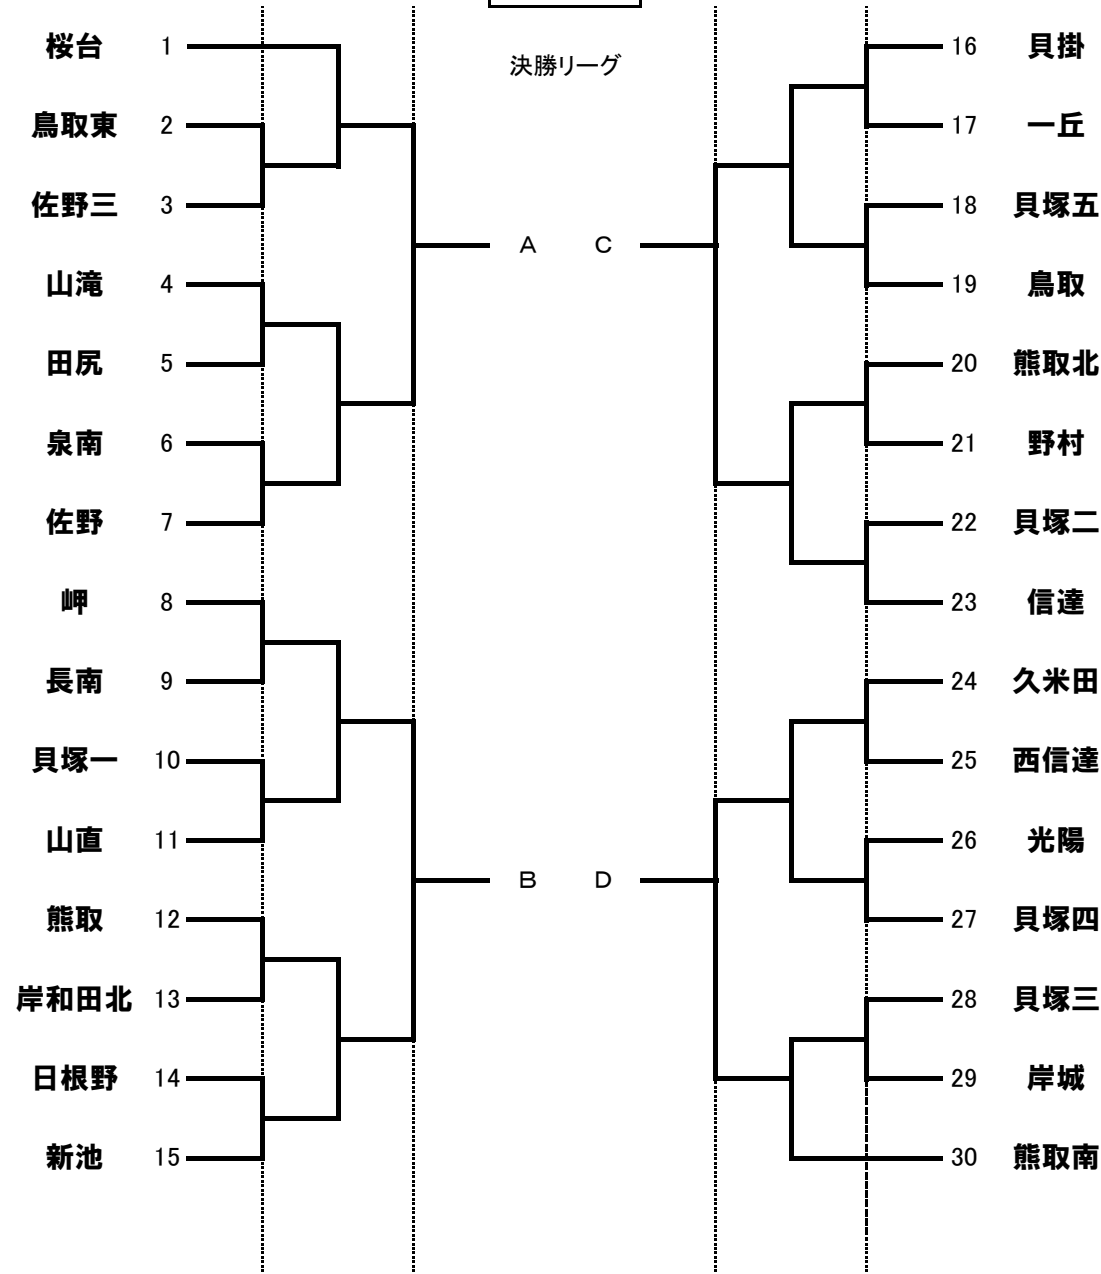 決勝リーグ
桜台 1
鳥取東 2
佐野三 3
山滝 4
田尻 5
泉南 6
佐野 7
岬 8
長南 9
貝塚一 10
山直 11
熊取 12
岸和田北 13
日根野 14
新池 15
A C
B D
16 貝掛
17 一丘
18 貝塚五
19 鳥取
20 熊取北
21 野村
22 貝塚二
23 信達
24 久米田
25 西信達
26 光陽
27 貝塚四
28 貝塚三
29 岸城
30 熊取南